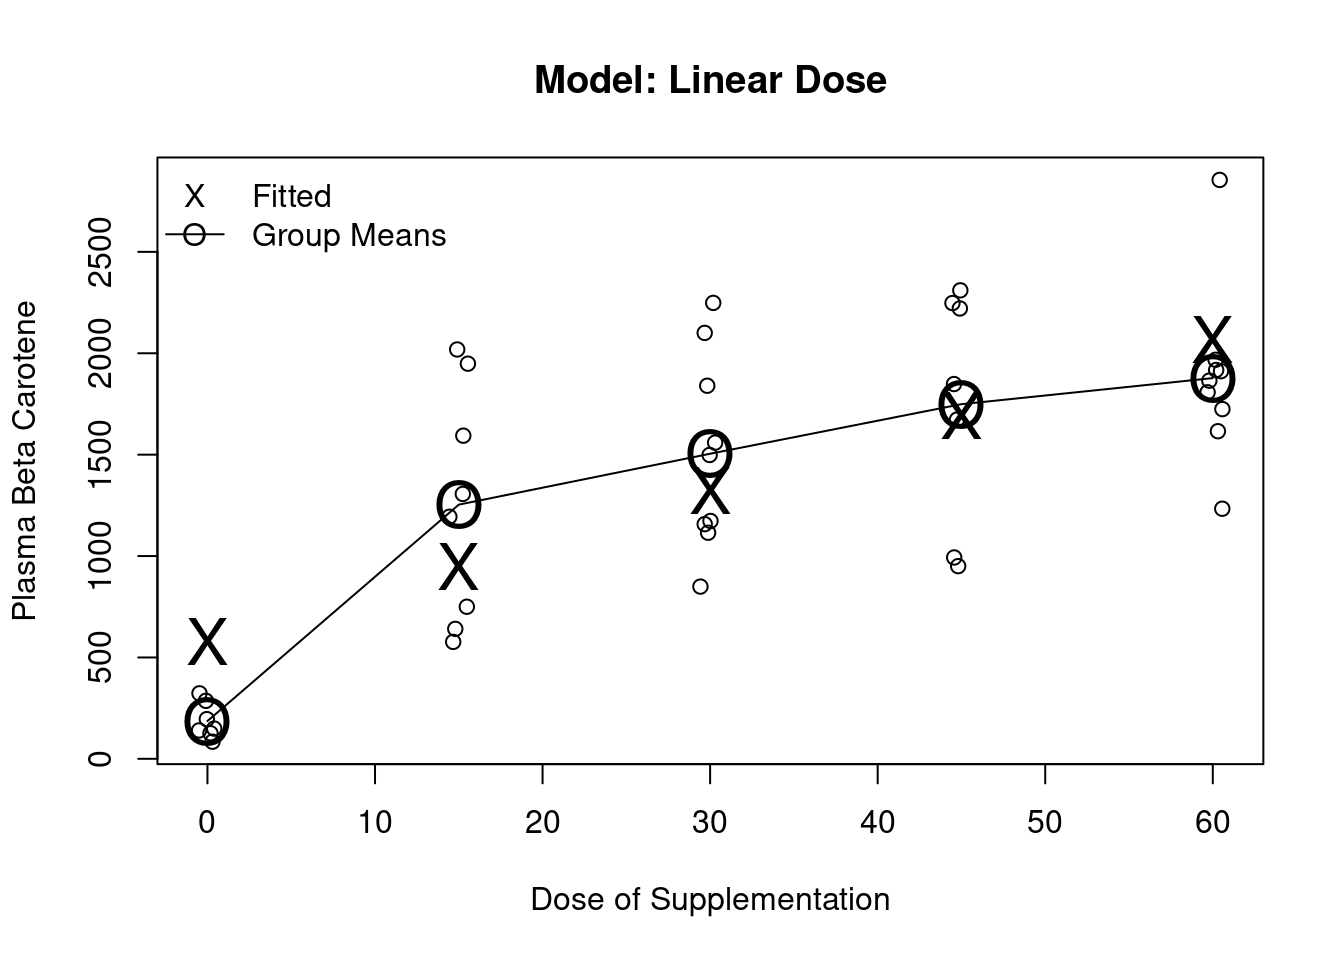 Model: Linear Dose
X Fitted
Group Means
Plasma Beta Carotene
2500
2000
1500
1000
500
0
0 10 20 30 40 50 60
Dose of Supplementation